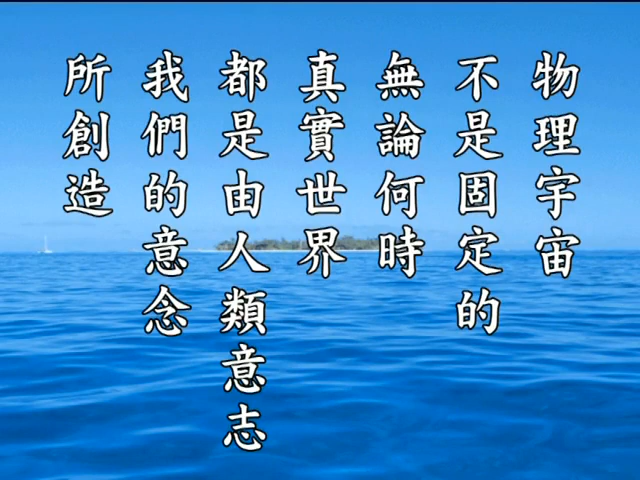 物理宇宙
不是固定的
無論何時
真實世界
都是由人類意志
我們的意念
所創造